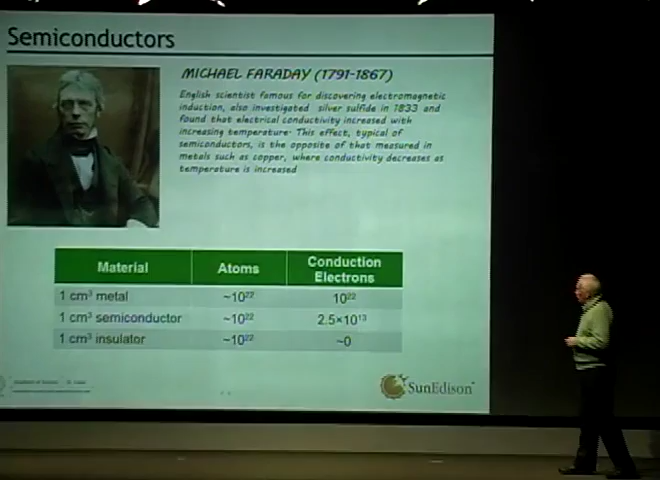 Semiconductors
MICHAEL FARADAY (1791-1867)
English scientist famous for discovering electromagnetic
induction, also investigated silver sulfide in 1833 and
found that electrical conductivity increased with
increasing temperature. This effect, typical of
semiconductors, is the opposite of that measured in
metals such as copper, where conductivity decreases as
temperature is increased
Material Atoms Conduction Electrons
1 cm³ metal ~10²² 10²²
1 cm³ semiconductor ~10²² 2.5×10¹³
1 cm³ insulator ~10²² ~0
SunEdison